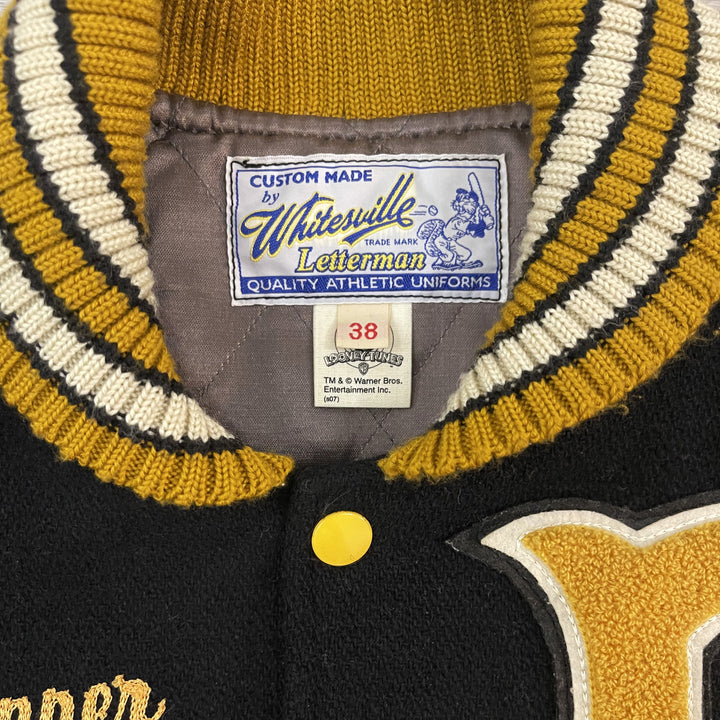 CUSTOM MADE
by
Whitesville
TRADE MARK
Letterman
QUALITY ATHLETIC UNIFORMS
38
LOONEY TUNES
TM & © Warner Bros.
Entertainment Inc.
(s07)